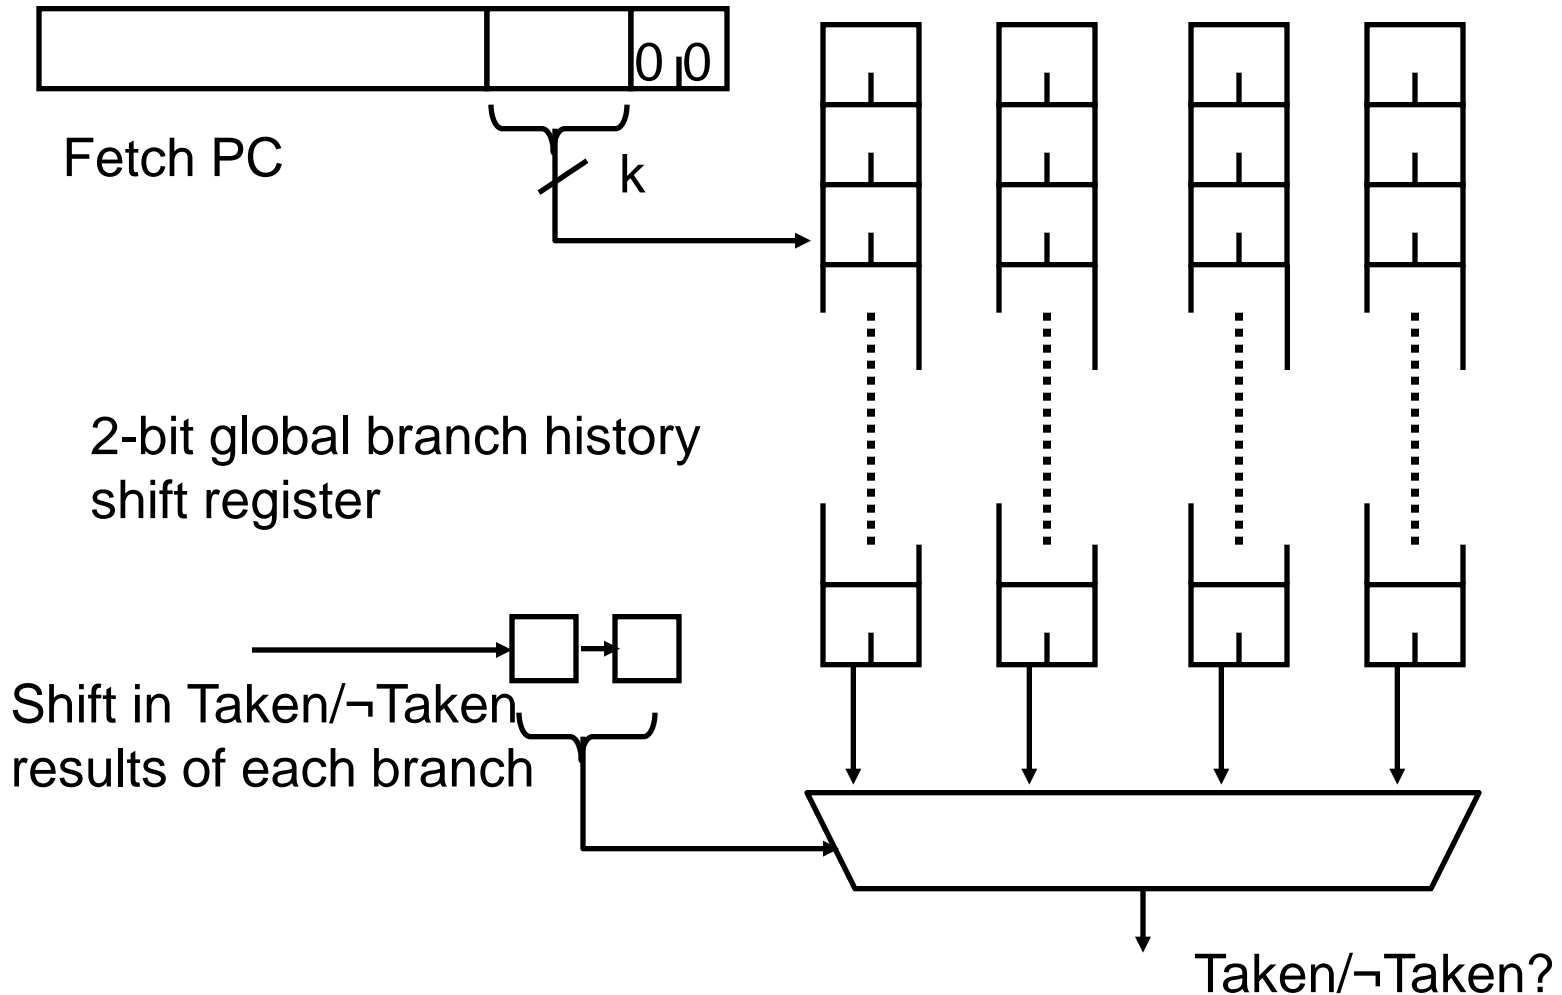 0 0
Fetch PC
k
2-bit global branch history
shift register
Shift in Taken/¬Taken
results of each branch
Taken/¬Taken?